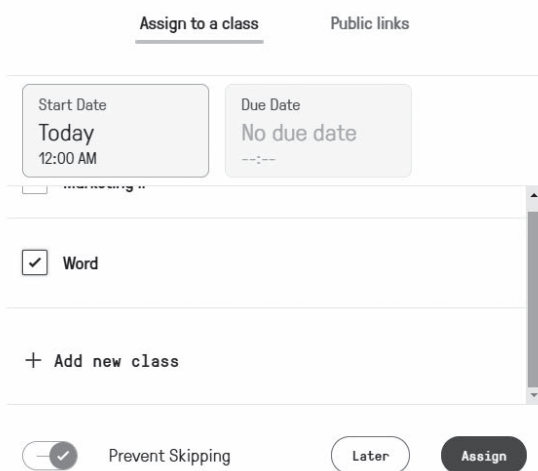 Assign to a class Public links
Start Date Due Date
Today No due date
12:00 AM --:--
Word
+ Add new class
Prevent Skipping Later Assign